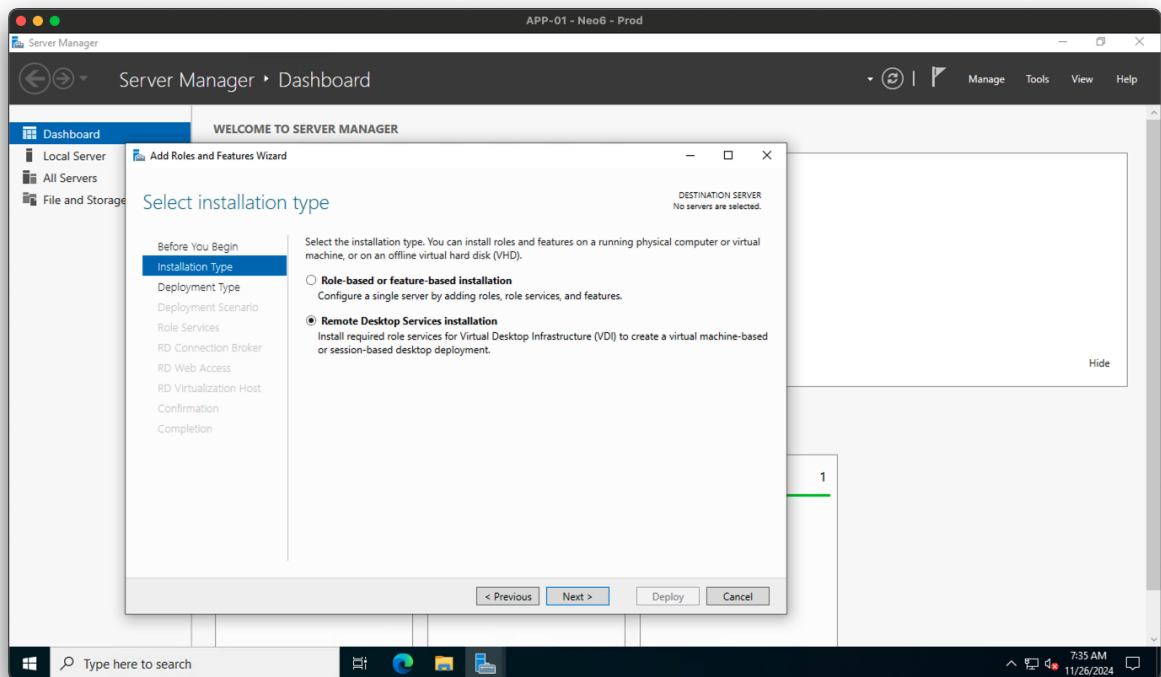 APP-01 - Neo6 - Prod
Server Manager
Server Manager • Dashboard
Manage Tools View Help
Dashboard
Local Server
All Servers
File and Storage
WELCOME TO SERVER MANAGER
Add Roles and Features Wizard
Select installation type
DESTINATION SERVER
No servers are selected.
Before You Begin
Installation Type
Deployment Type
Deployment Scenario
Role Services
RD Connection Broker
RD Web Access
RD Virtualization Host
Confirmation
Completion
Select the installation type. You can install roles and features on a running physical computer or virtual
machine, or on an offline virtual hard disk (VHD).
Role-based or feature-based installation
Configure a single server by adding roles, role services, and features.
Remote Desktop Services installation
Install required role services for Virtual Desktop Infrastructure (VDI) to create a virtual machine-based
or session-based desktop deployment.
< Previous Next > Deploy Cancel
Hide
1
Type here to search
7:35 AM
11/26/2024